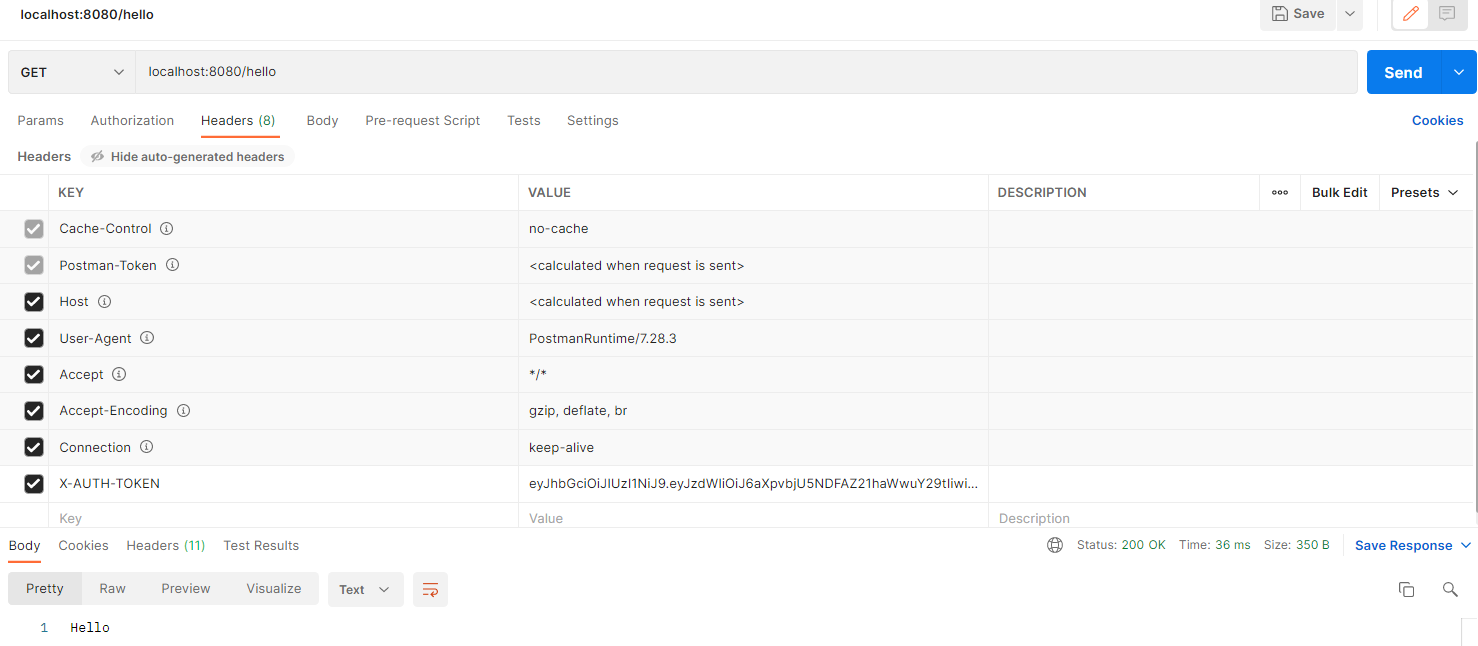 localhost:8080/hello
Save
GET
localhost:8080/hello
Send
Params Authorization Headers (8) Body Pre-request Script Tests Settings Cookies
Headers Hide auto-generated headers
KEY VALUE DESCRIPTION ooo Bulk Edit Presets
Cache-Control no-cache
Postman-Token <calculated when request is sent>
Host <calculated when request is sent>
User-Agent PostmanRuntime/7.28.3
Accept */*
Accept-Encoding gzip, deflate, br
Connection keep-alive
X-AUTH-TOKEN eyJhbGciOiJIUzI1NiJ9.eyJzdWIiOiJ6aXpvbjU5NDFAZ21haWwuY29tIiwi...
Key Value Description
Body Cookies Headers (11) Test Results Status: 200 OK Time: 36 ms Size: 350 B Save Response
Pretty Raw Preview Visualize Text
1 Hello